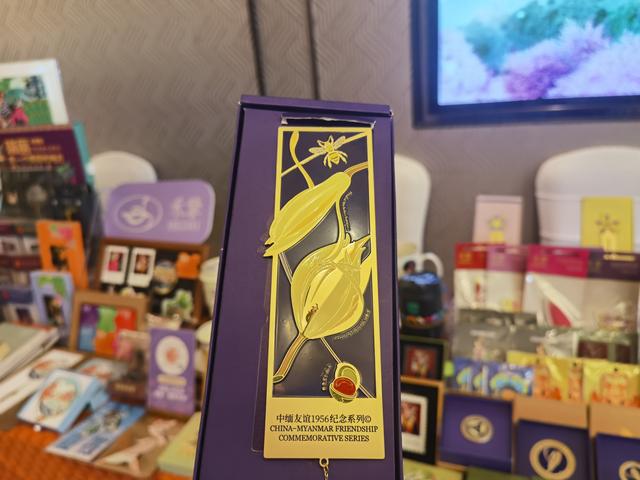 中缅友谊1956纪念系列©
CHINA-MYANMAR FRIENDSHIP
COMMEMORATIVE SERIES